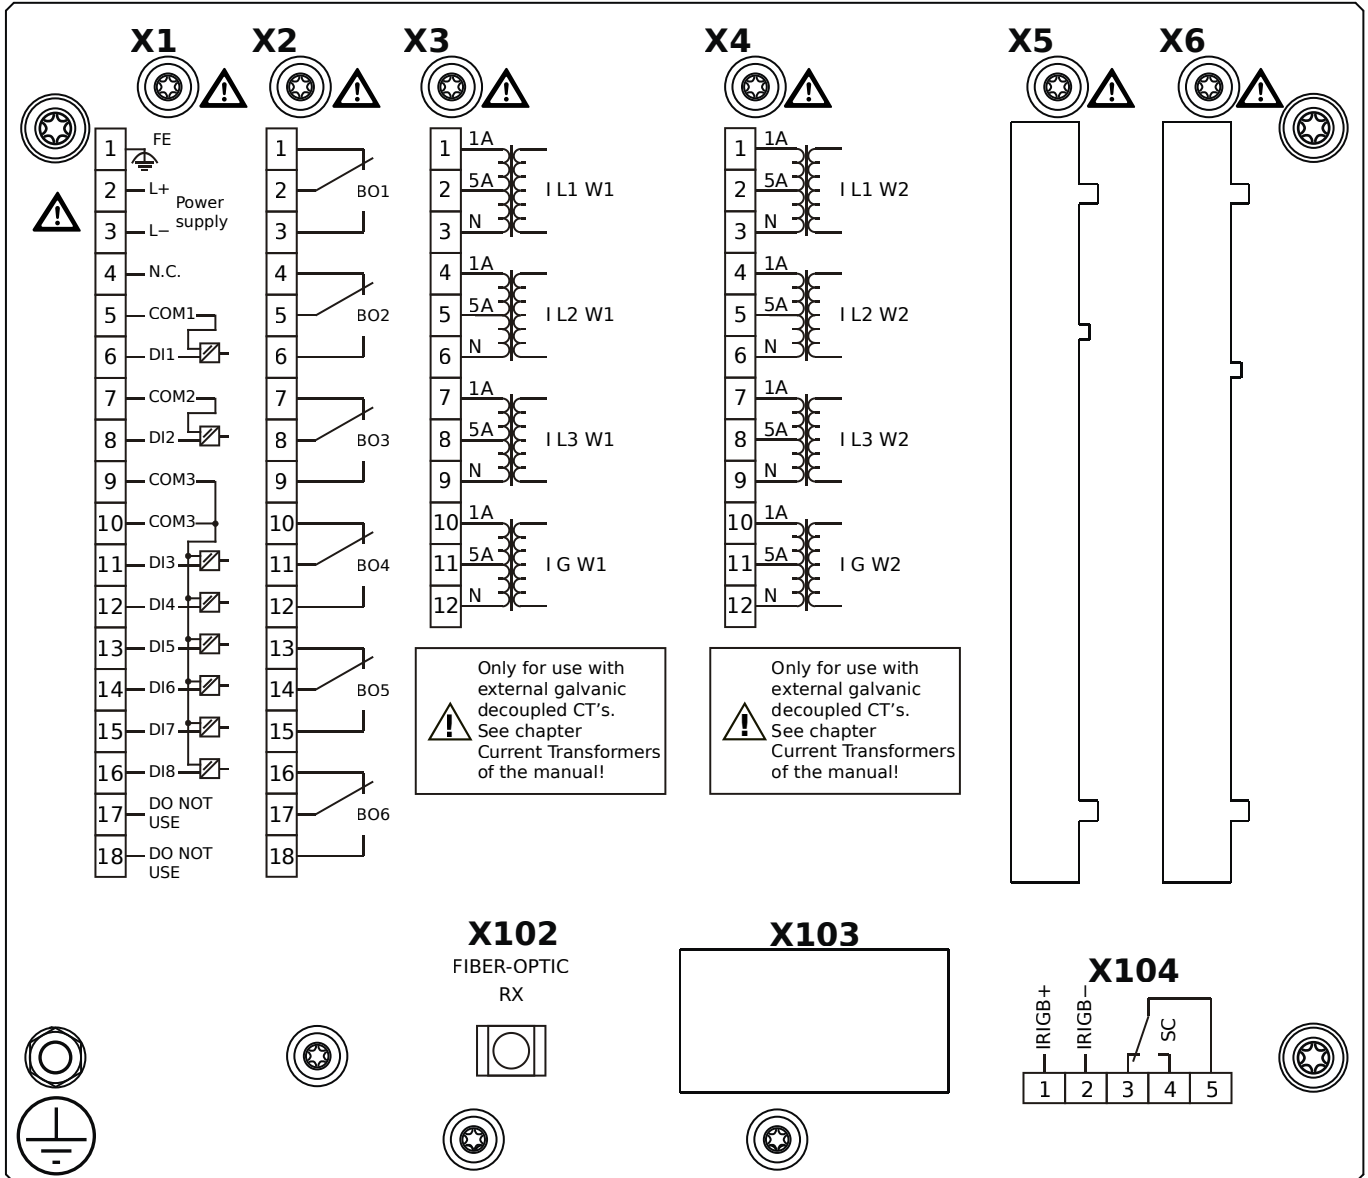 X1 X2 X3 X4 X5 X6
1 FE
2 L+
Power
supply
3 L−
4 N.C.
5 COM1
6 DI1
7 COM2
8 DI2
9 COM3
10 COM3
11 DI3
12 DI4
13 DI5
14 DI6
15 DI7
16 DI8
17 DO NOT
USE
18 DO NOT
USE
1
2 BO1
3
4
5 BO2
6
7
8 BO3
9
10
11 BO4
12
13
14 BO5
15
16
17 BO6
18
1 1A
2 5A I L1 W1
3 N
4 1A
5 5A I L2 W1
6 N
7 1A
8 5A I L3 W1
9 N
10 1A
11 5A I G W1
12 N
Only for use with
external galvanic
decoupled CT's.
See chapter
Current Transformers
of the manual!
1 1A
2 5A I L1 W2
3 N
4 1A
5 5A I L2 W2
6 N
7 1A
8 5A I L3 W2
9 N
10 1A
11 5A I G W2
12 N
Only for use with
external galvanic
decoupled CT's.
See chapter
Current Transformers
of the manual!
X102
FIBER-OPTIC
RX
X103
X104
IRIGB+
IRIGB−
SC
1 2 3 4 5